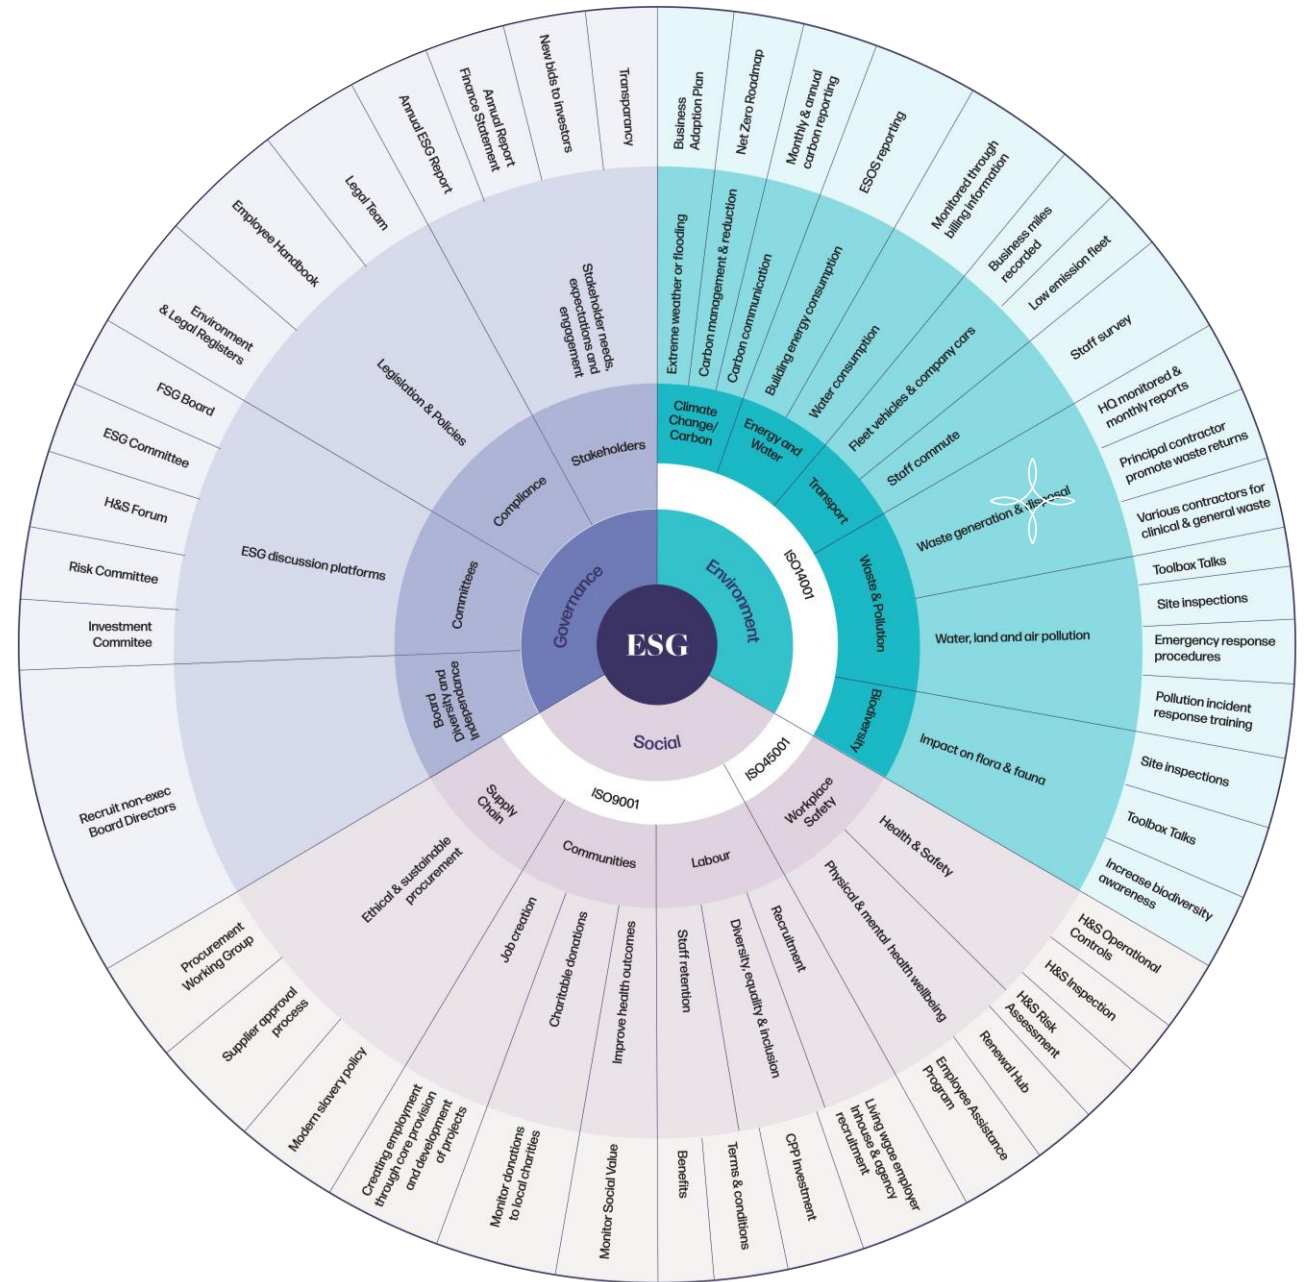 ESG
Environment
Social
Governance
ISO14001
ISO45001
ISO9001
Climate
Change/
Carbon
Energy and
Water
Transport
Waste & Pollution
Biodiversity
Workplace
Safety
Labour
Communities
Supply
Chain
Board
Diversity and
Independance
Committees
Compliance
Stakeholders
Extreme weather or flooding
Carbon management & reduction
Carbon communication
Building energy consumption
Water consumption
Fleet vehicles & company cars
Staff commute
Waste generation & disposal
Water, land and air pollution
Impact on flora & fauna
Health & Safety
Physical & mental health wellbeing
Recruitment
Diversity, equality & inclusion
Staff retention
Improve health outcomes
Charitable donations
Job creation
Ethical & sustainable
procurement
ESG discussion platforms
Legislation & Policies
Stakeholder needs,
expectations and
engagement
Business
Adaption Plan
Net Zero Roadmap
Monthly & annual
carbon reporting
ESOS reporting
Monitored through
billing information
Business miles
recorded
Low emission fleet
Staff survey
HQ monitored &
monthly reports
Principal contractor
promote waste returns
Various contractors for
clinical & general waste
Toolbox Talks
Site inspections
Emergency response
procedures
Pollution incident
response training
Site inspections
Toolbox Talks
Increase biodiversity
awareness
H&S Operational
Controls
H&S Inspection
H&S Risk
Assessment
Renewal Hub
Employee Assistance
Program
Living wgae employer
Inhouse & agency
recruitment
CPP Investment
Terms & conditions
Benefits
Monitor Social Value
Monitor donations
to local charities
Creating employment
through core provision
and development
of projects
Modern slavery policy
Supplier approval
process
Procurement
Working Group
Recruit non-exec
Board Directors
Investment
Commitee
Risk Committee
H&S Forum
ESG Committee
FSG Board
Environment
& Legal Registers
Employee Handbook
Legal Team
Annual ESG Report
Annual Report
Finance Statement
New bids to investors
Transparancy